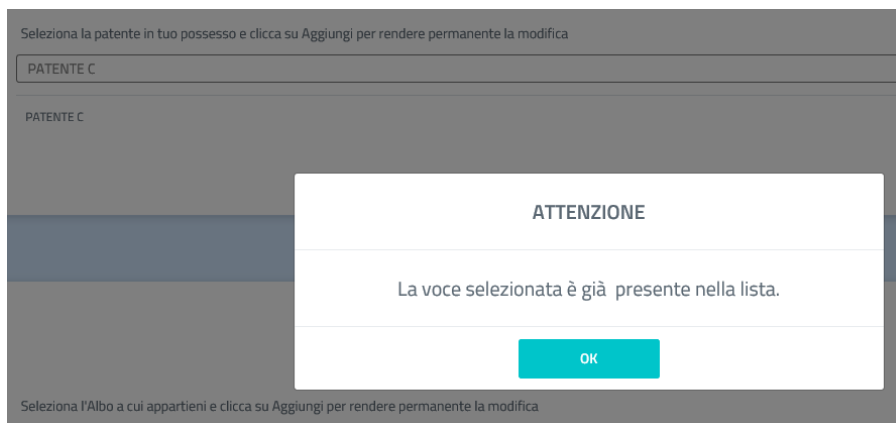 Seleziona la patente in tuo possesso e clicca su Aggiungi per rendere permanente la modifica
PATENTE C
PATENTE C
ATTENZIONE
La voce selezionata è già  presente nella lista.
OK
Seleziona l'Albo a cui appartieni e clicca su Aggiungi per rendere permanente la modifica